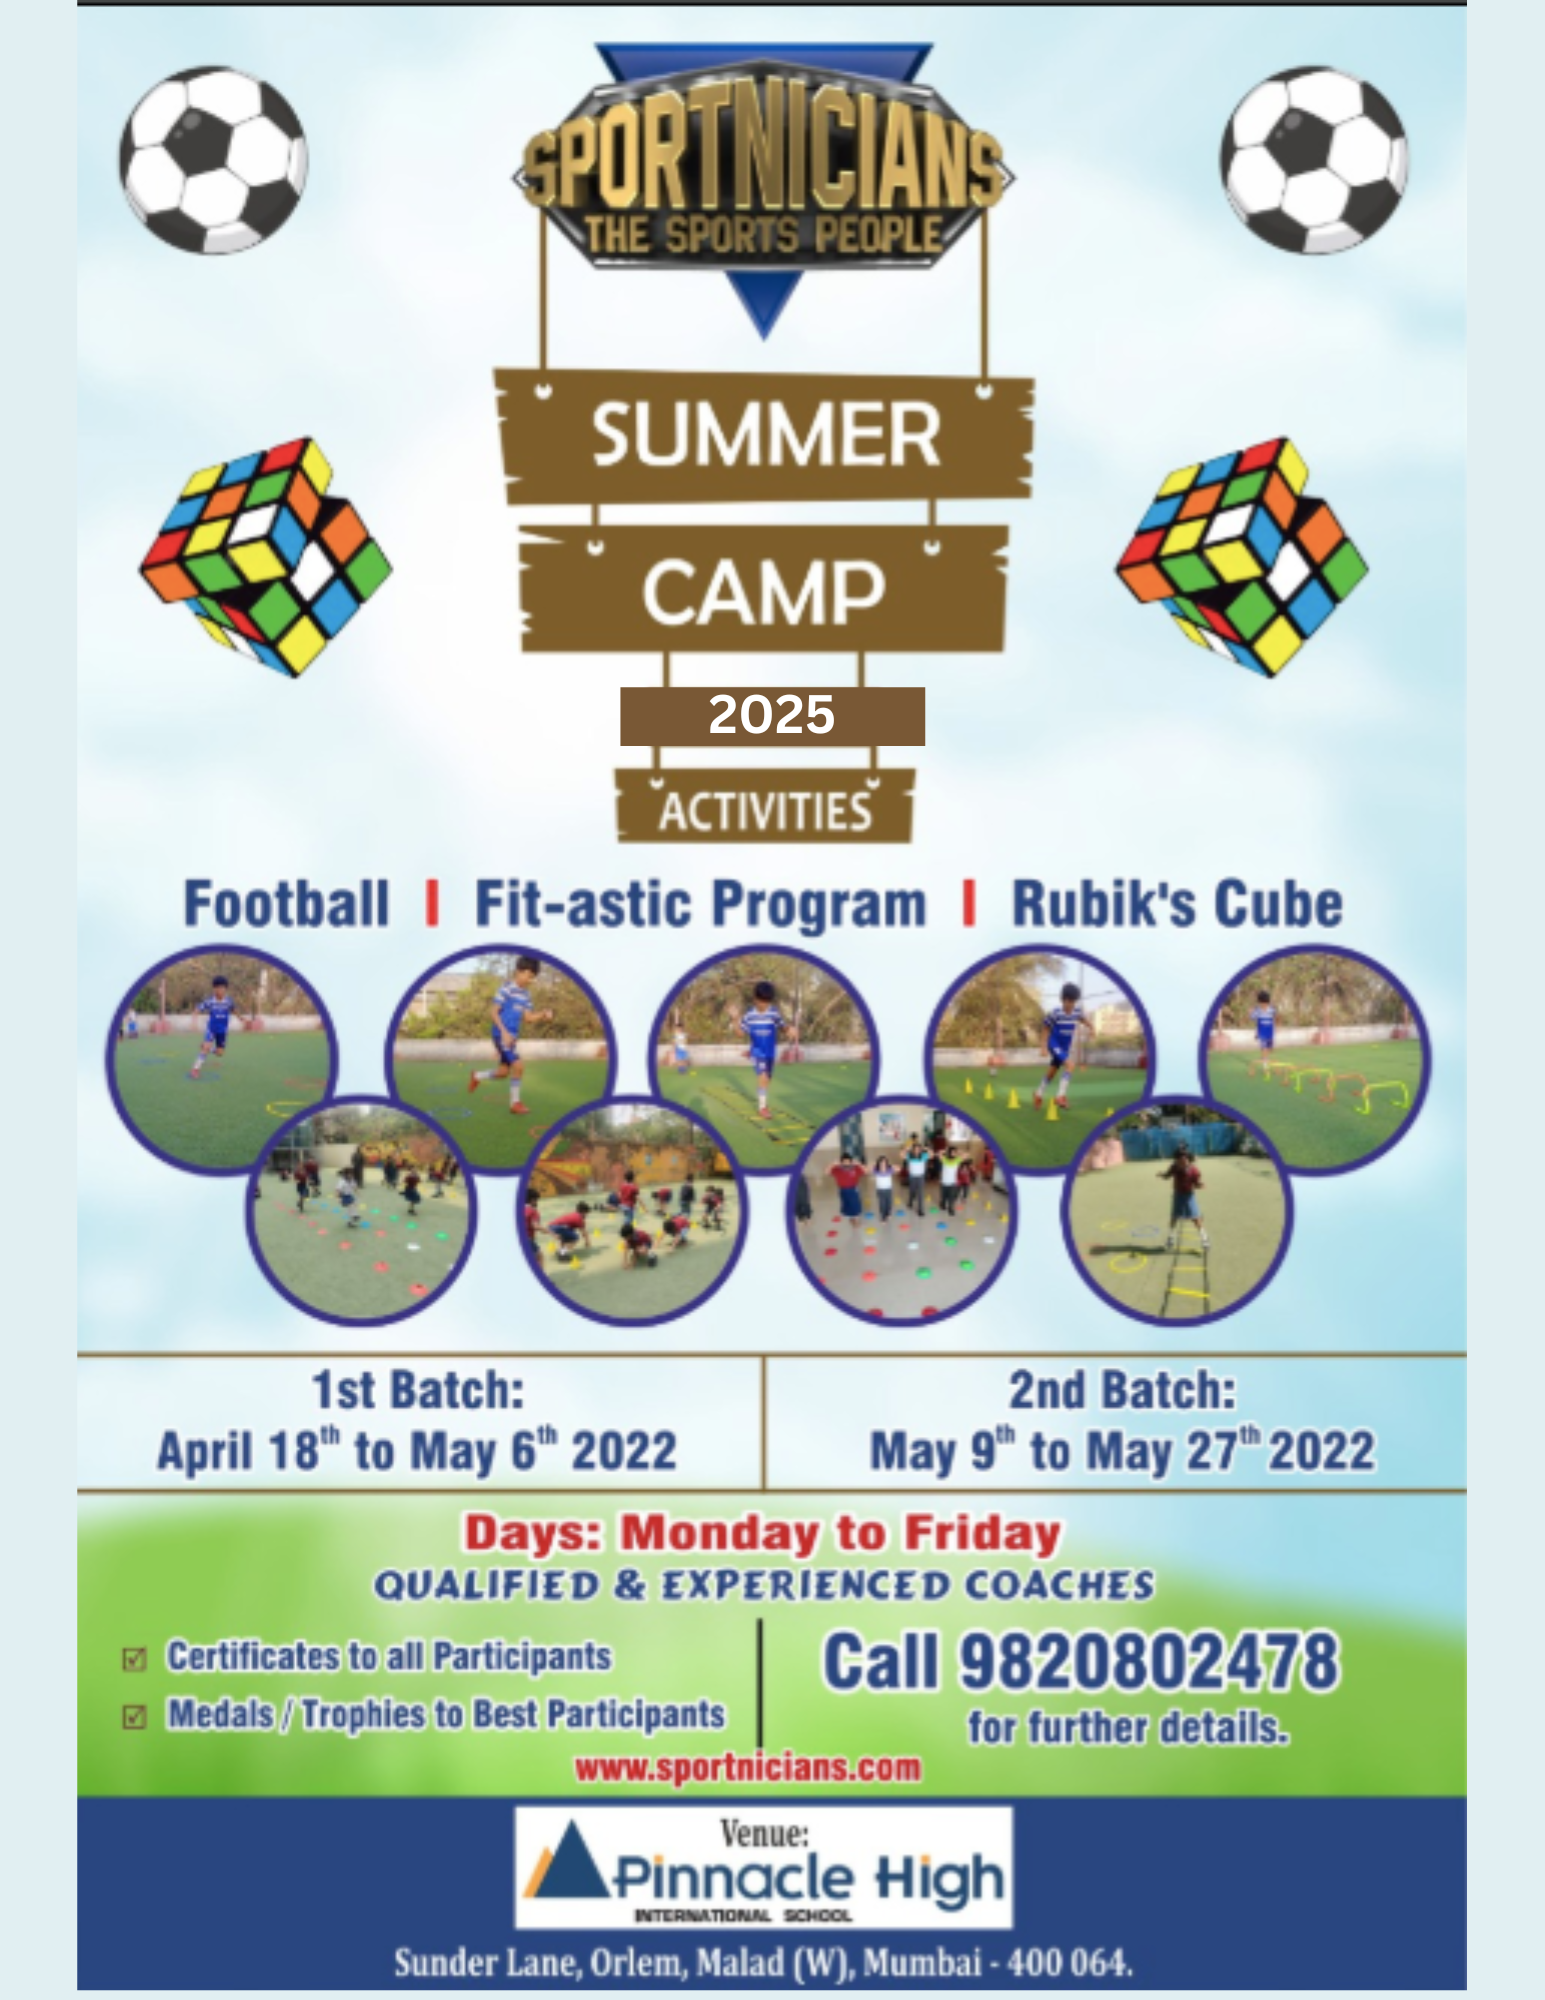 SPORTNICIANS
THE SPORTS PEOPLE
SUMMER
CAMP
2025
ACTIVITIES
Football | Fit-astic Program | Rubik's Cube
1st Batch:
April 18th to May 6th 2022
2nd Batch:
May 9th to May 27th 2022
Days: Monday to Friday
QUALIFIED & EXPERIENCED COACHES
Certificates to all Participants
Medals / Trophies to Best Participants
Call 9820802478
for further details.
www.sportnicians.com
Venue:
Pinnacle High
INTERNATIONAL SCHOOL
Sunder Lane, Orlem, Malad (W), Mumbai - 400 064.